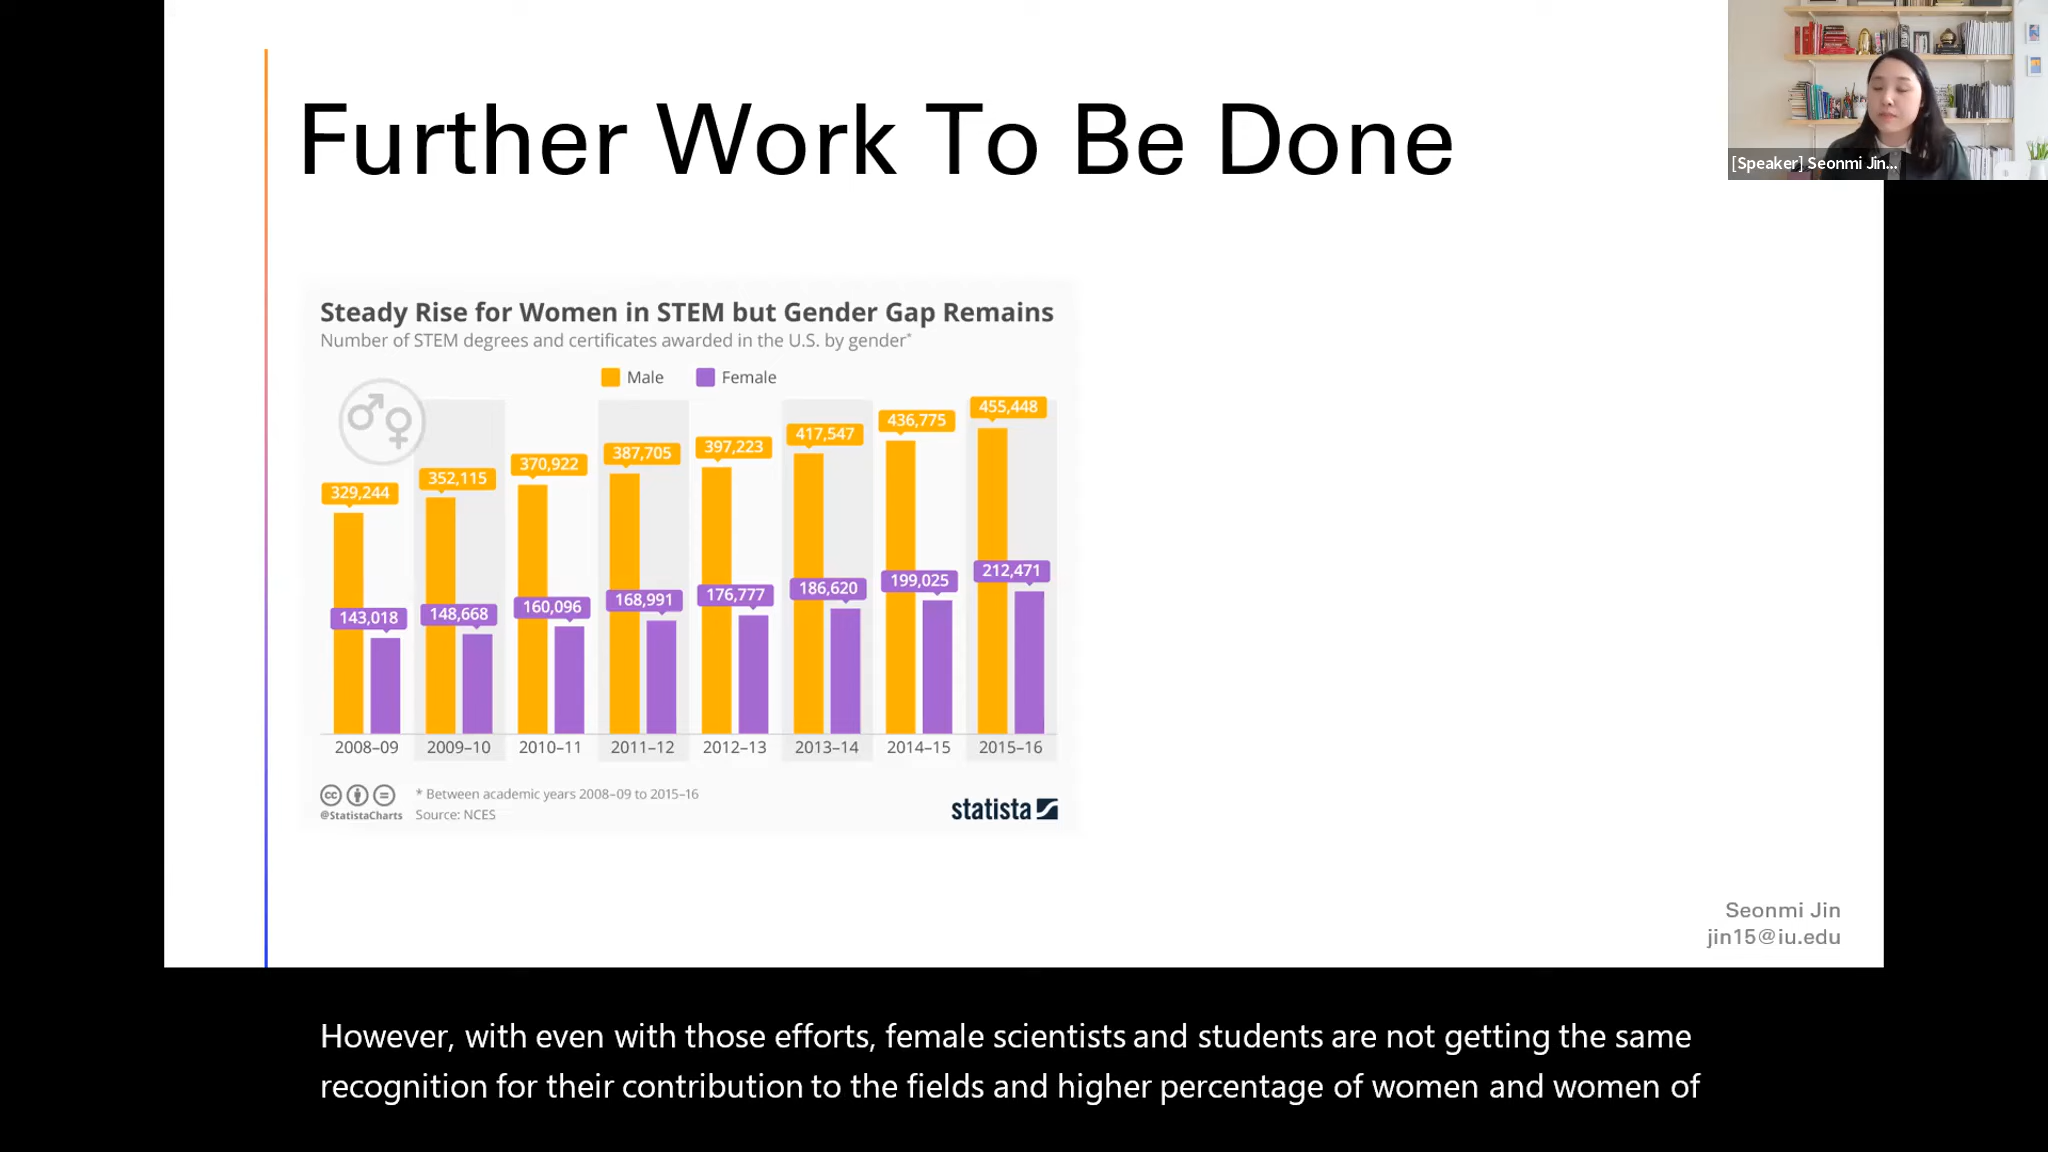 Further Work To Be Done
[Speaker] Seonmi Jin...
Steady Rise for Women in STEM but Gender Gap Remains
Number of STEM degrees and certificates awarded in the U.S. by gender*
Male Female
329,244 352,115 370,922 387,705 397,223 417,547 436,775 455,448
143,018 148,668 160,096 168,991 176,777 186,620 199,025 212,471
2008–09 2009–10 2010–11 2011–12 2012–13 2013–14 2014–15 2015–16
cc
@StatistaCharts
* Between academic years 2008–09 to 2015–16
Source: NCES
statista
Seonmi Jin
jin15@iu.edu
However, with even with those efforts, female scientists and students are not getting the same
recognition for their contribution to the fields and higher percentage of women and women of